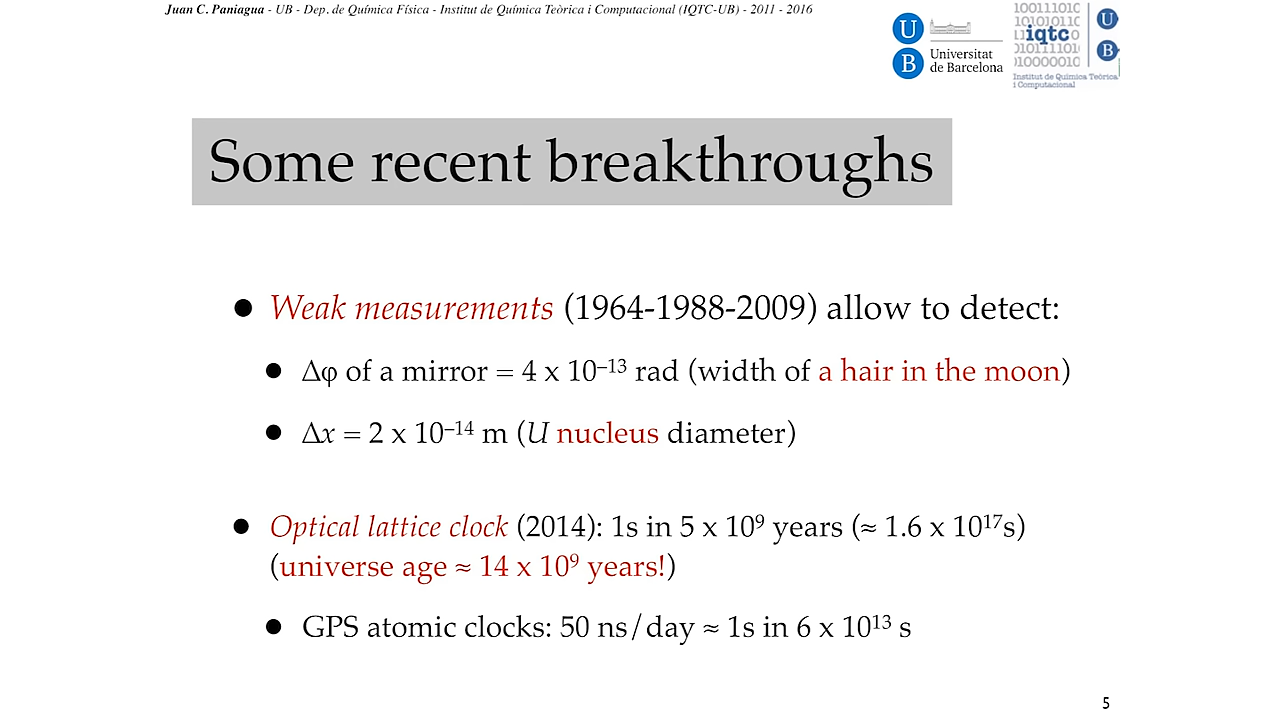 Juan C. Paniagua - UB - Dep. de Química Física - Institut de Química Teòrica i Computacional (IQTC-UB) - 2011 - 2016
U
B
Universitat
de Barcelona
10011101C
1010101 1C
iqtc
U
B
Institut de Química Teòrica
i Computacional
Some recent breakthroughs
● Weak measurements (1964-1988-2009) allow to detect:
● Δφ of a mirror = 4 x 10⁻¹³ rad (width of a hair in the moon)
● Δx = 2 x 10⁻¹⁴ m (U nucleus diameter)
● Optical lattice clock (2014): 1s in 5 x 10⁹ years (≈ 1.6 x 10¹⁷s)
(universe age ≈ 14 x 10⁹ years!)
● GPS atomic clocks: 50 ns/day ≈ 1s in 6 x 10¹³ s
5